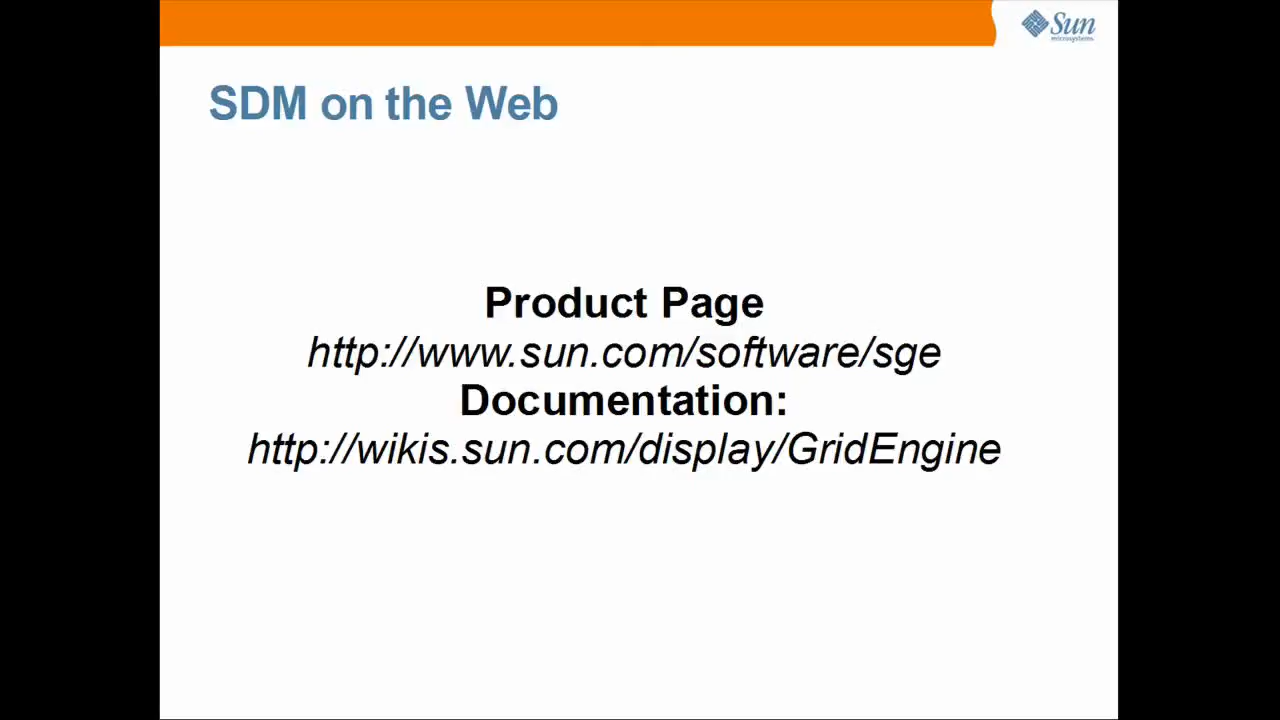 Sun
microsystems
SDM on the Web
Product Page
http://www.sun.com/software/sge
Documentation:
http://wikis.sun.com/display/GridEngine